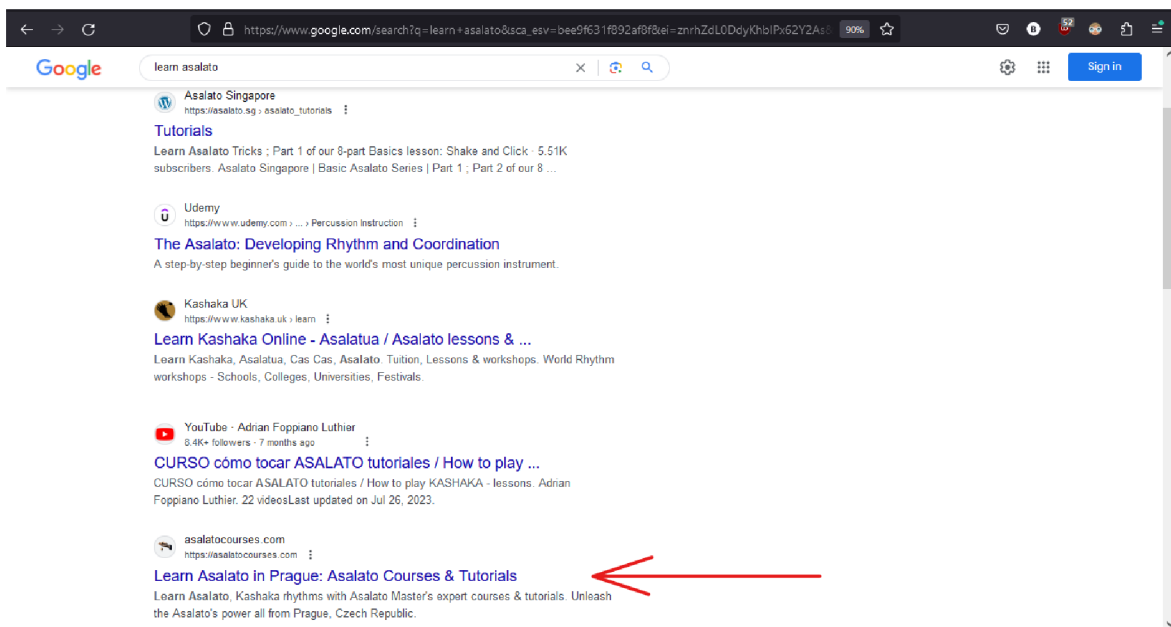 https://www.google.com/search?q=learn+asalato&sca_esv=bee9f631f892af8f&ei=znrhZdL0DdyKhbIPx62Y2As8
90%
52
Google
learn asalato
Sign in
Asalato Singapore
https://asalato.sg › asalato_tutorials
Tutorials
Learn Asalato Tricks ; Part 1 of our 8-part Basics lesson: Shake and Click · 5.51K
subscribers. Asalato Singapore | Basic Asalato Series | Part 1 ; Part 2 of our 8 ...
Udemy
https://www.udemy.com › ... › Percussion Instruction
The Asalato: Developing Rhythm and Coordination
A step-by-step beginner's guide to the world's most unique percussion instrument.
Kashaka UK
https://www.kashaka.uk › learn
Learn Kashaka Online - Asalatua / Asalato lessons & ...
Learn Kashaka, Asalatua, Cas Cas, Asalato. Tuition, Lessons & workshops. World Rhythm
workshops - Schools, Colleges, Universities, Festivals.
YouTube · Adrian Foppiano Luthier
8.4K+ followers · 7 months ago
CURSO cómo tocar ASALATO tutoriales / How to play ...
CURSO cómo tocar ASALATO tutoriales / How to play KASHAKA - lessons. Adrian
Foppiano Luthier. 22 videosLast updated on Jul 26, 2023.
asalatocourses.com
https://asalatocourses.com
Learn Asalato in Prague: Asalato Courses & Tutorials
Learn Asalato, Kashaka rhythms with Asalato Master's expert courses & tutorials. Unleash
the Asalato's power all from Prague, Czech Republic.